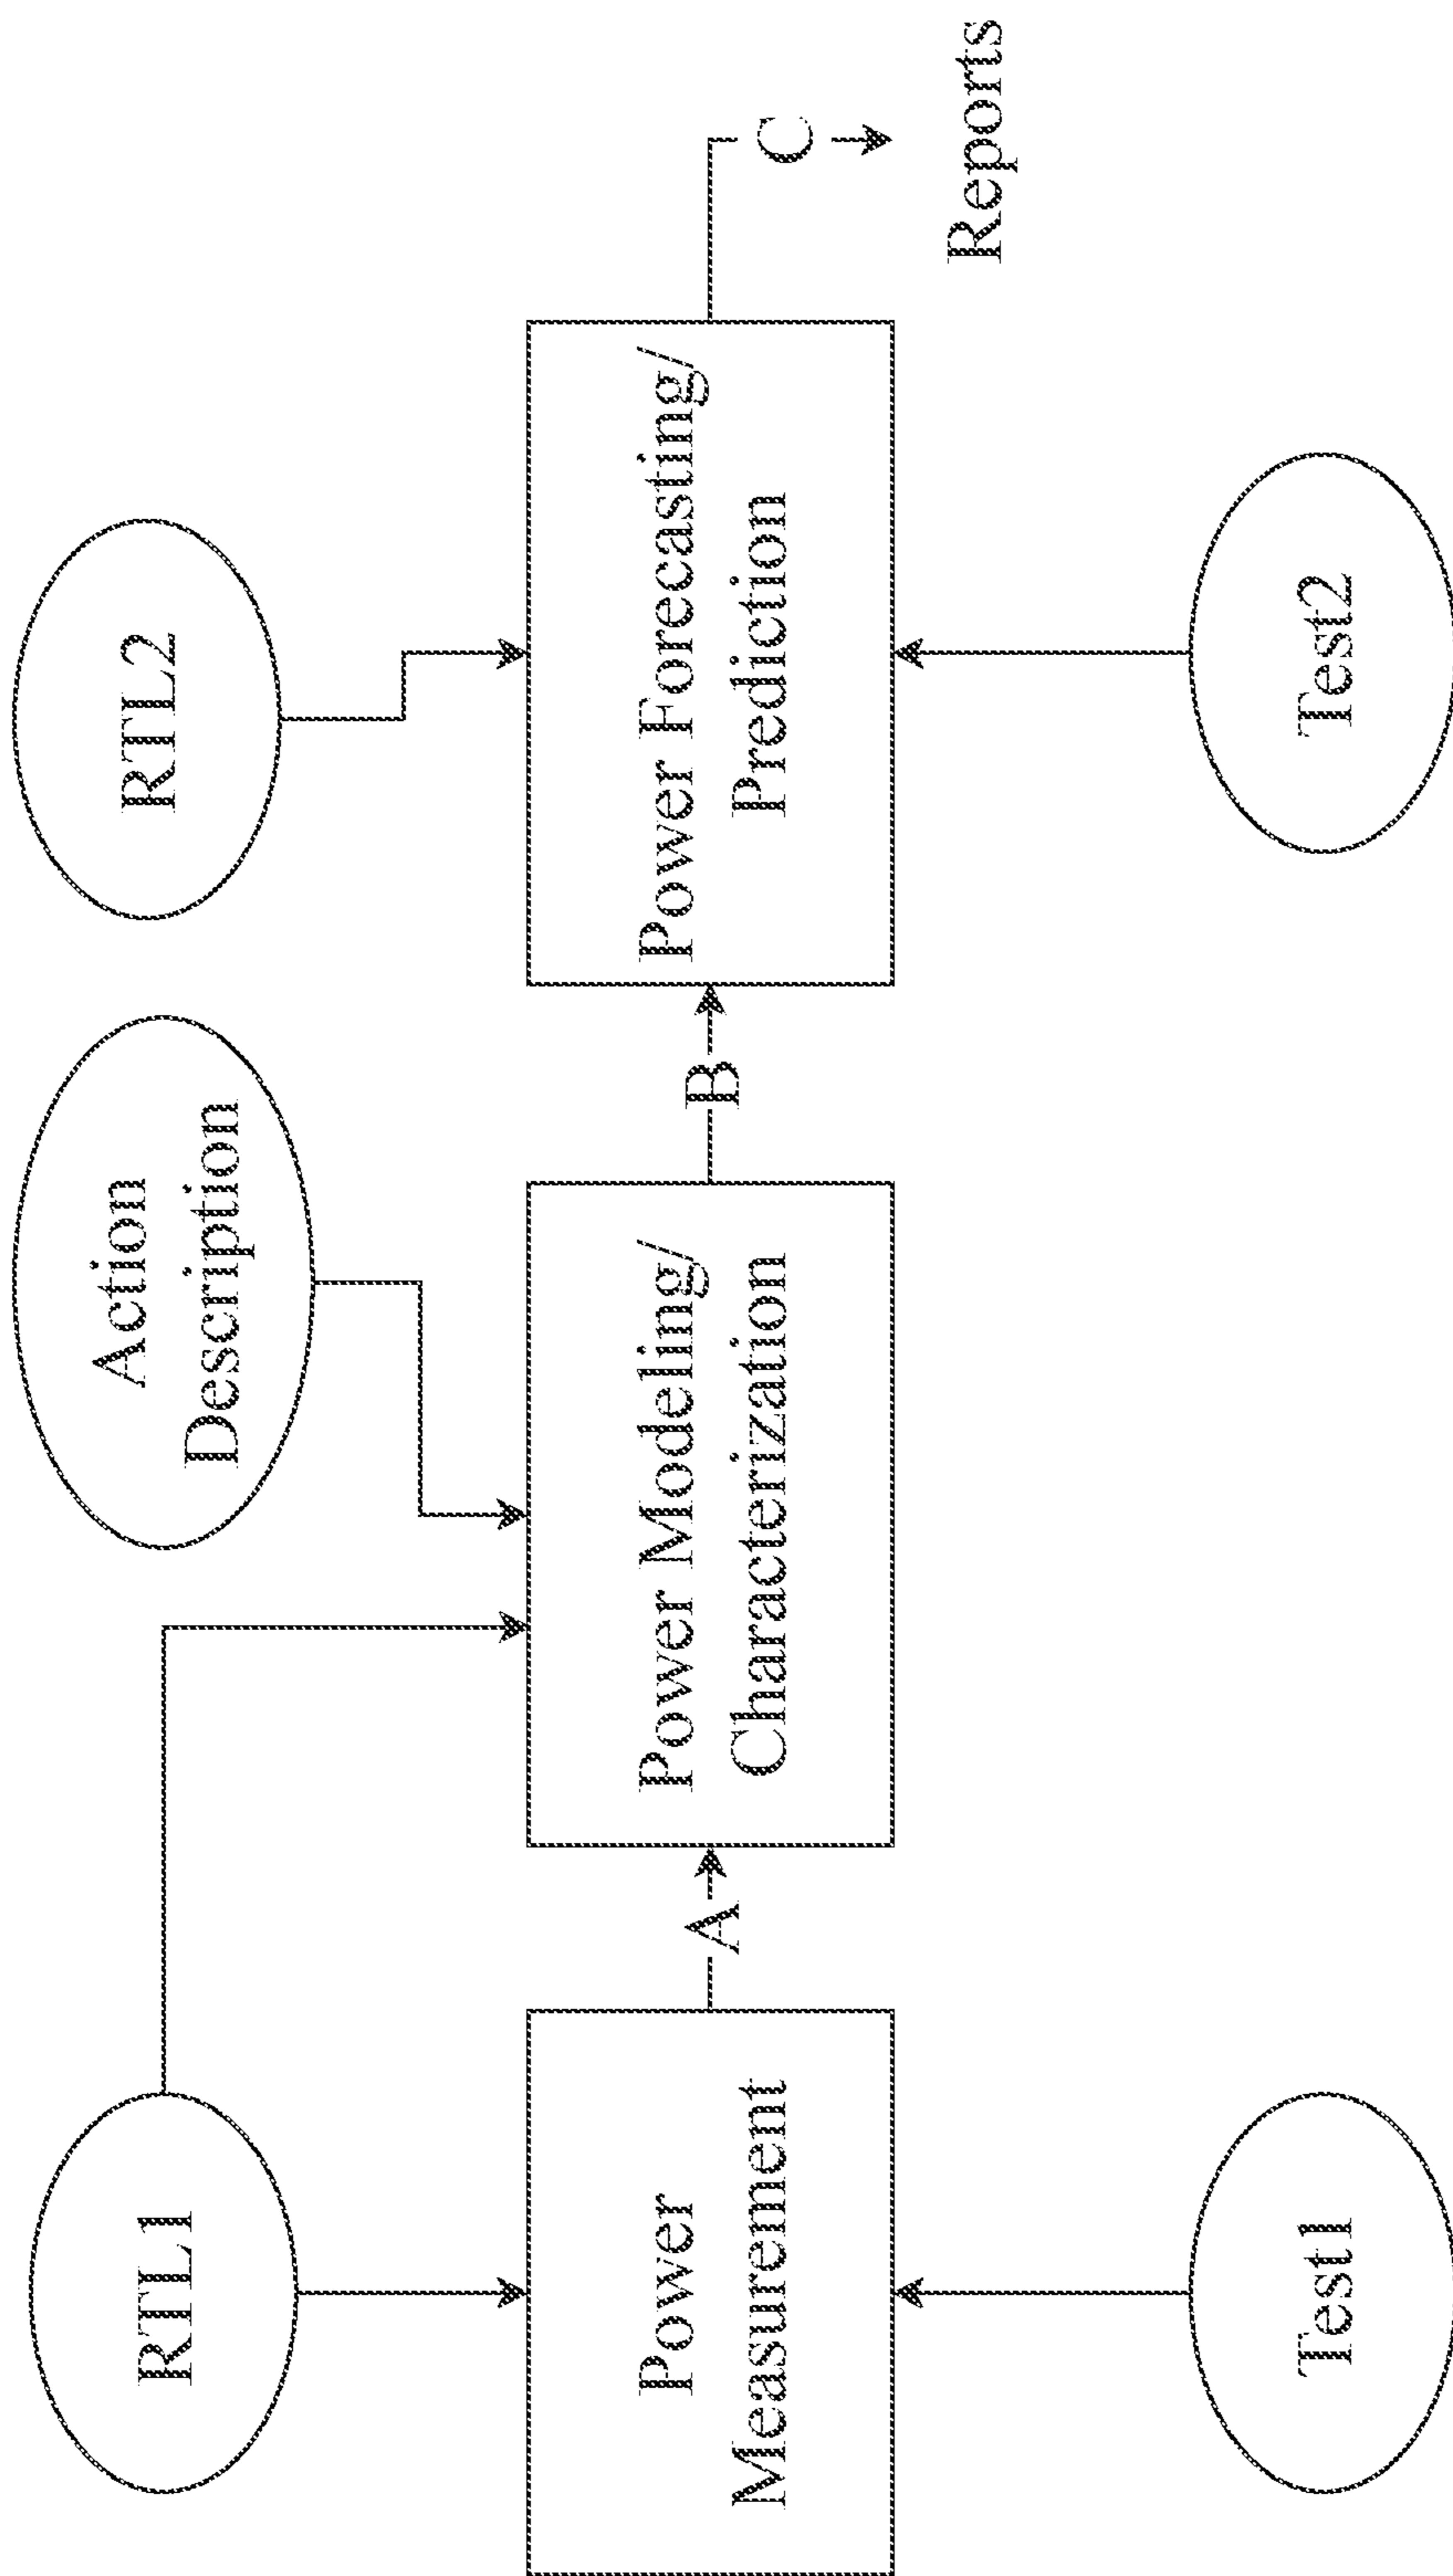 RTL1
Action
Description
RTL2
Power
Measurement
A
Power Modeling/
Characterization
B
Power Forecasting/
Prediction
C
Reports
Test1
Test2